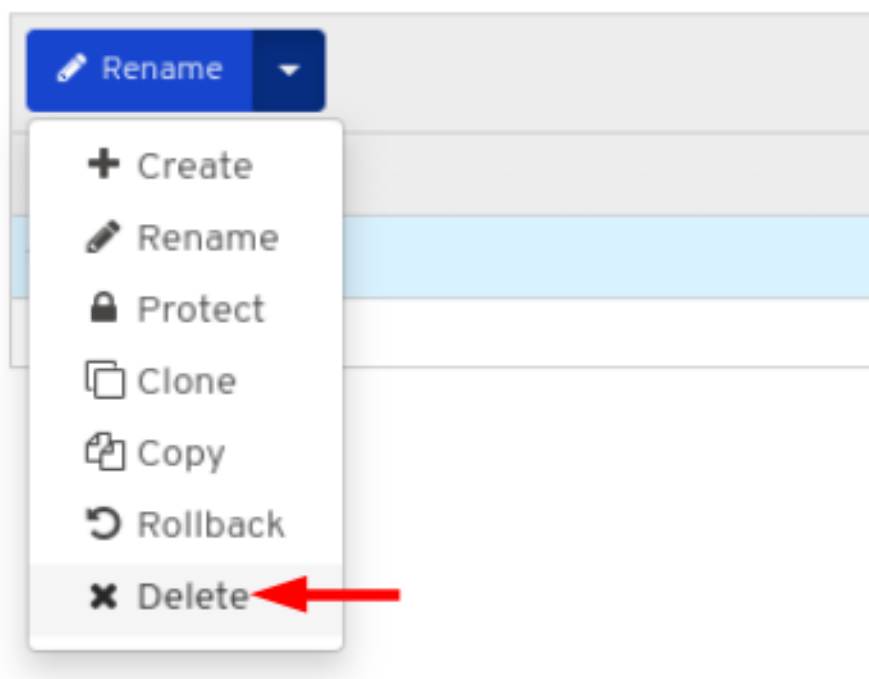 Rename
Create
Rename
Protect
Clone
Copy
Rollback
Delete